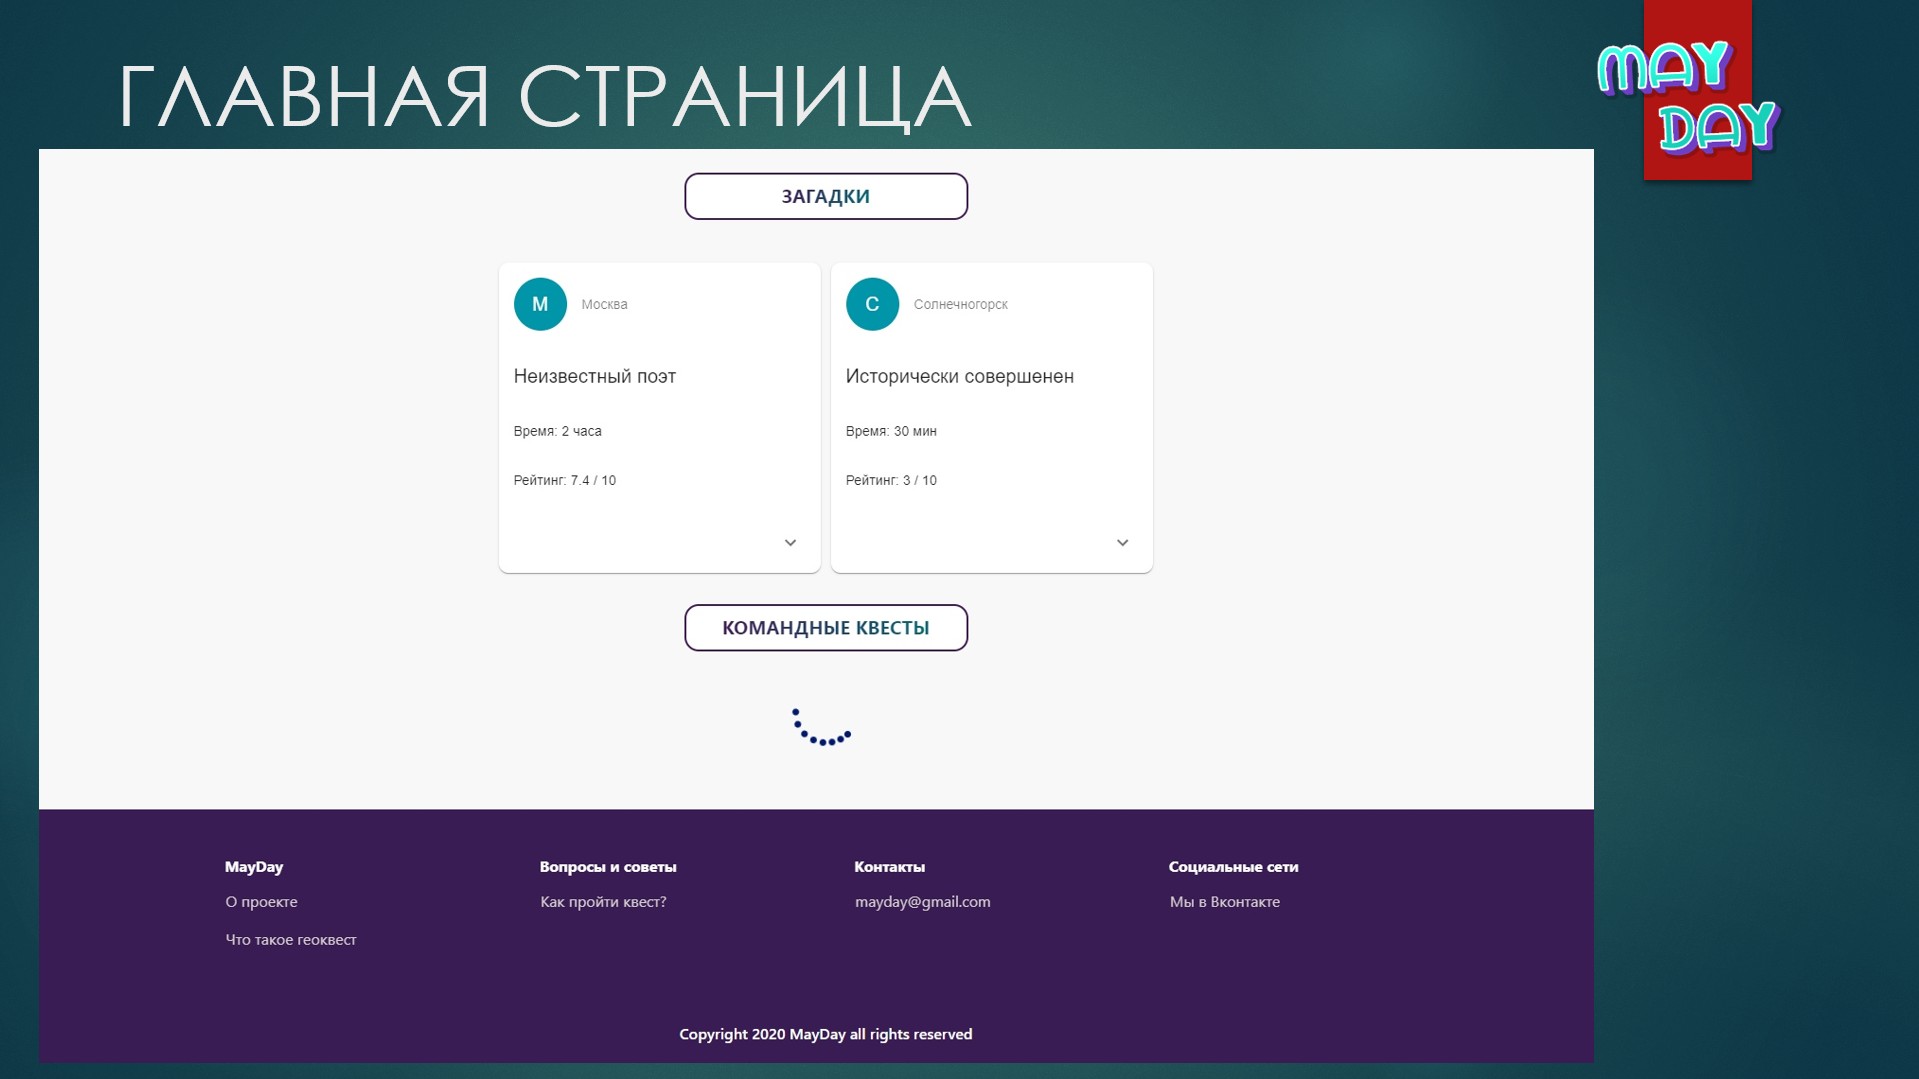 ГЛАВНАЯ СТРАНИЦА
MAY
DAY
ЗАГАДКИ
М Москва
Неизвестный поэт
Время: 2 часа
Рейтинг: 7.4 / 10
С Солнечногорск
Исторически совершенен
Время: 30 мин
Рейтинг: 3 / 10
КОМАНДНЫЕ КВЕСТЫ
MayDay
О проекте
Что такое геоквест
Вопросы и советы
Как пройти квест?
Контакты
mayday@gmail.com
Социальные сети
Мы в Вконтакте
Copyright 2020 MayDay all rights reserved